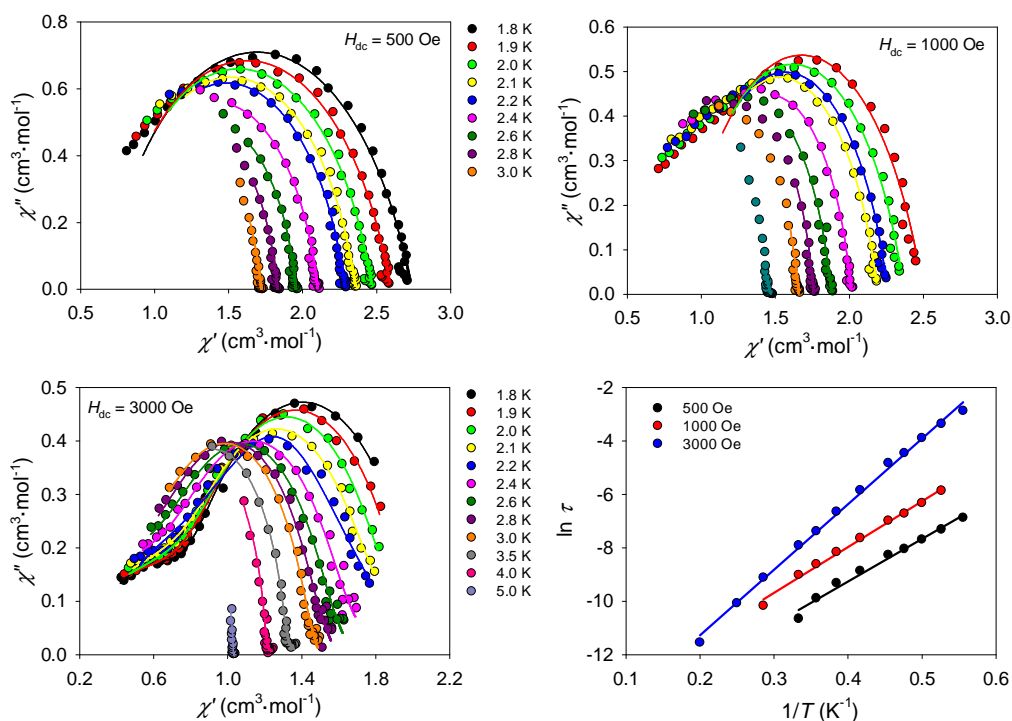 H_dc = 500 Oe
χ″ (cm³·mol⁻¹)
0.8
0.6
0.4
0.2
0.0
0.5 1.0 1.5 2.0 2.5 3.0
χ′ (cm³·mol⁻¹)
1.8 K
1.9 K
2.0 K
2.1 K
2.2 K
2.4 K
2.6 K
2.8 K
3.0 K
H_dc = 1000 Oe
χ″ (cm³·mol⁻¹)
0.6
0.5
0.4
0.3
0.2
0.1
0.0
0.5 1.0 1.5 2.0 2.5 3.0
χ′ (cm³·mol⁻¹)
H_dc = 3000 Oe
χ″ (cm³·mol⁻¹)
0.5
0.4
0.3
0.2
0.1
0.0
0.2 0.6 1.0 1.4 1.8 2.2
χ′ (cm³·mol⁻¹)
1.8 K
1.9 K
2.0 K
2.1 K
2.2 K
2.4 K
2.6 K
2.8 K
3.0 K
3.5 K
4.0 K
5.0 K
500 Oe
1000 Oe
3000 Oe
ln τ
-2
-4
-6
-8
-10
-12
0.1 0.2 0.3 0.4 0.5 0.6
1/T (K⁻¹)